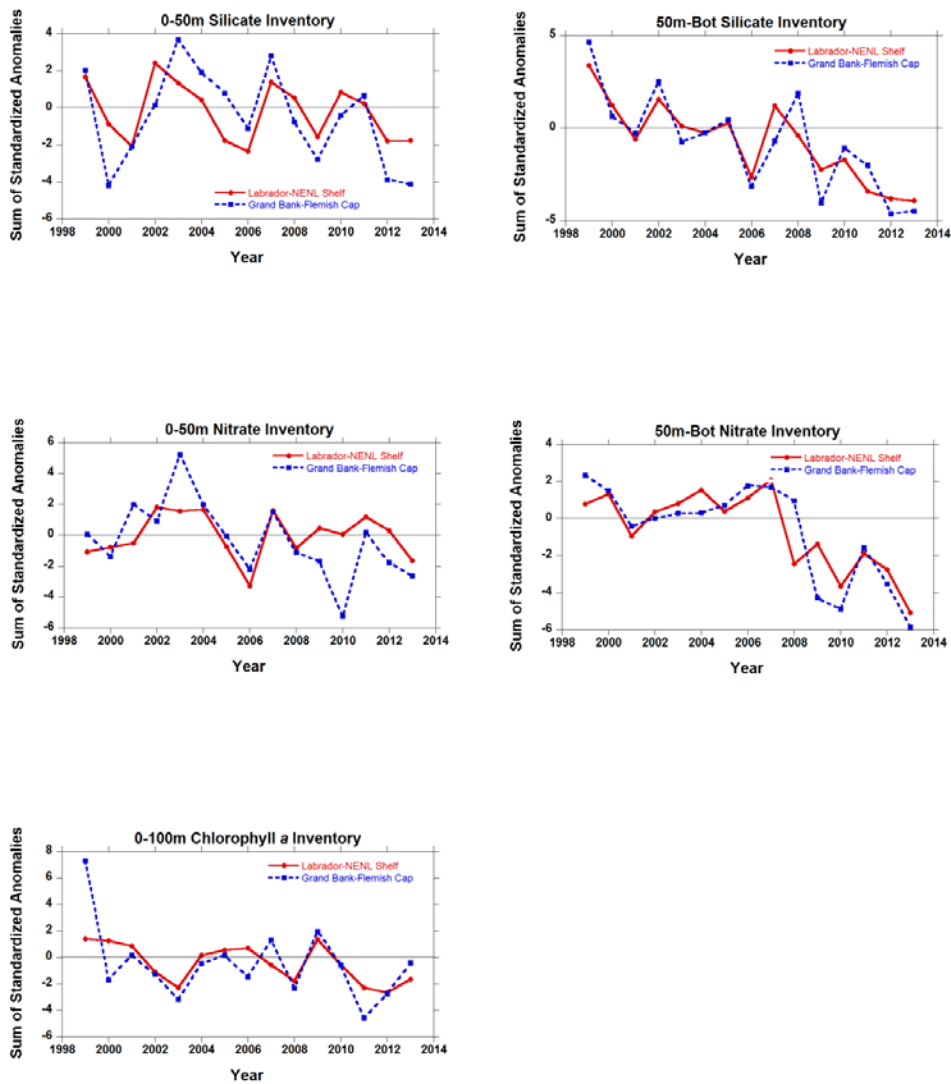 0-50m Silicate Inventory
Sum of Standardized Anomalies
4
2
0
-2
-4
-6
Labrador-NENL Shelf
Grand Bank-Flemish Cap
1998 2000 2002 2004 2006 2008 2010 2012 2014
Year
50m-Bot Silicate Inventory
Sum of Standardized Anomalies
5
0
-5
Labrador-NENL Shelf
Grand Bank-Flemish Cap
1998 2000 2002 2004 2006 2008 2010 2012 2014
Year
0-50m Nitrate Inventory
Sum of Standardized Anomalies
6
4
2
0
-2
-4
-6
Labrador-NENL Shelf
Grand Bank-Flemish Cap
1998 2000 2002 2004 2006 2008 2010 2012 2014
Year
50m-Bot Nitrate Inventory
Sum of Standardized Anomalies
4
2
0
-2
-4
-6
Labrador-NENL Shelf
Grand Bank-Flemish Cap
1998 2000 2002 2004 2006 2008 2010 2012 2014
Year
0-100m Chlorophyll a Inventory
Sum of Standardized Anomalies
8
6
4
2
0
-2
-4
-6
Labrador-NENL Shelf
Grand Bank-Flemish Cap
1998 2000 2002 2004 2006 2008 2010 2012 2014
Year